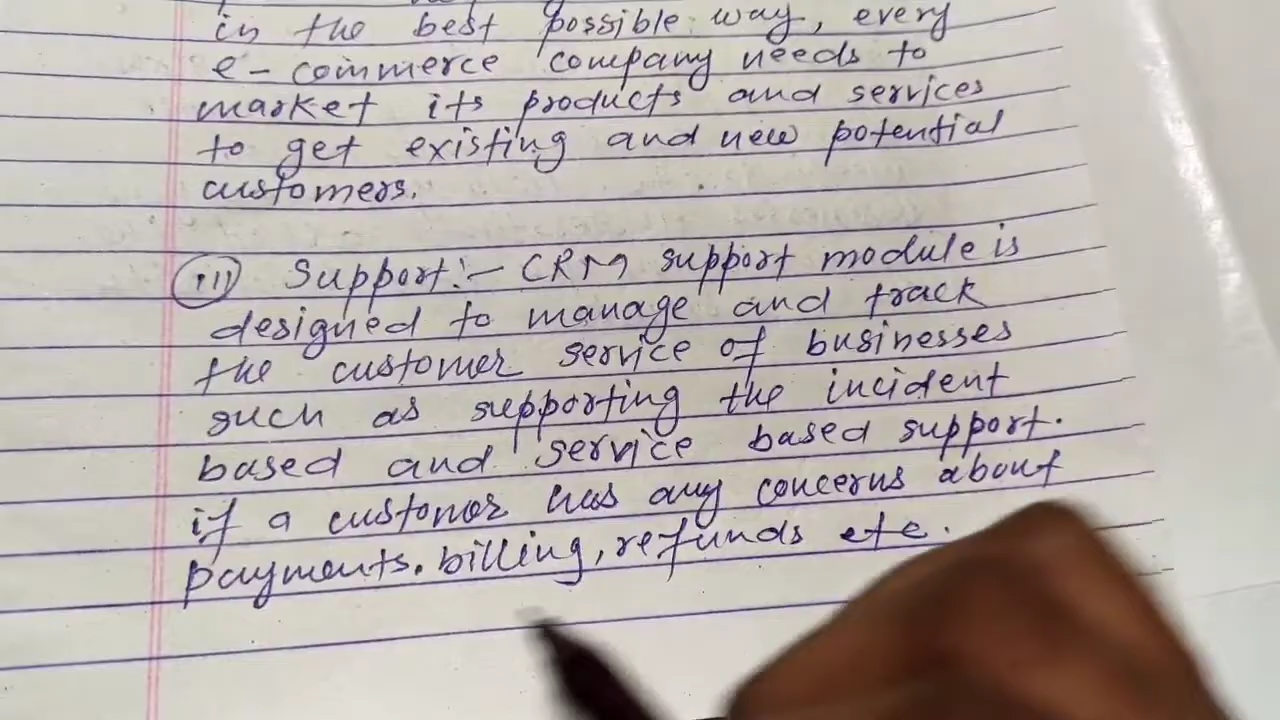 in the best possible way, every
e-commerce company needs to
market its products and services
to get existing and new potential
customers.
(iii) Support:- CRM support module is
designed to manage and track
the customer service of businesses
such as supporting the incident
based and service based support.
if a customer has any concerns about
payments. billing, refunds etc.